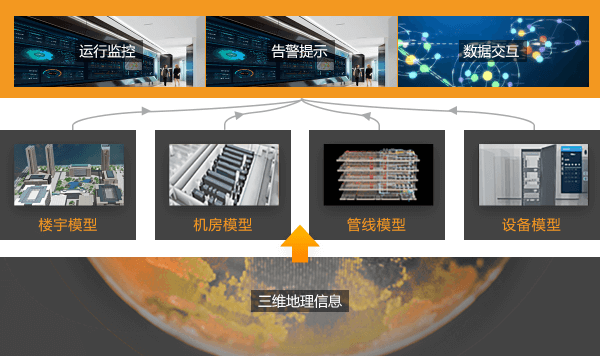 运行监控
告警提示
数据交互
楼宇模型
机房模型
管线模型
设备模型
三维地理信息